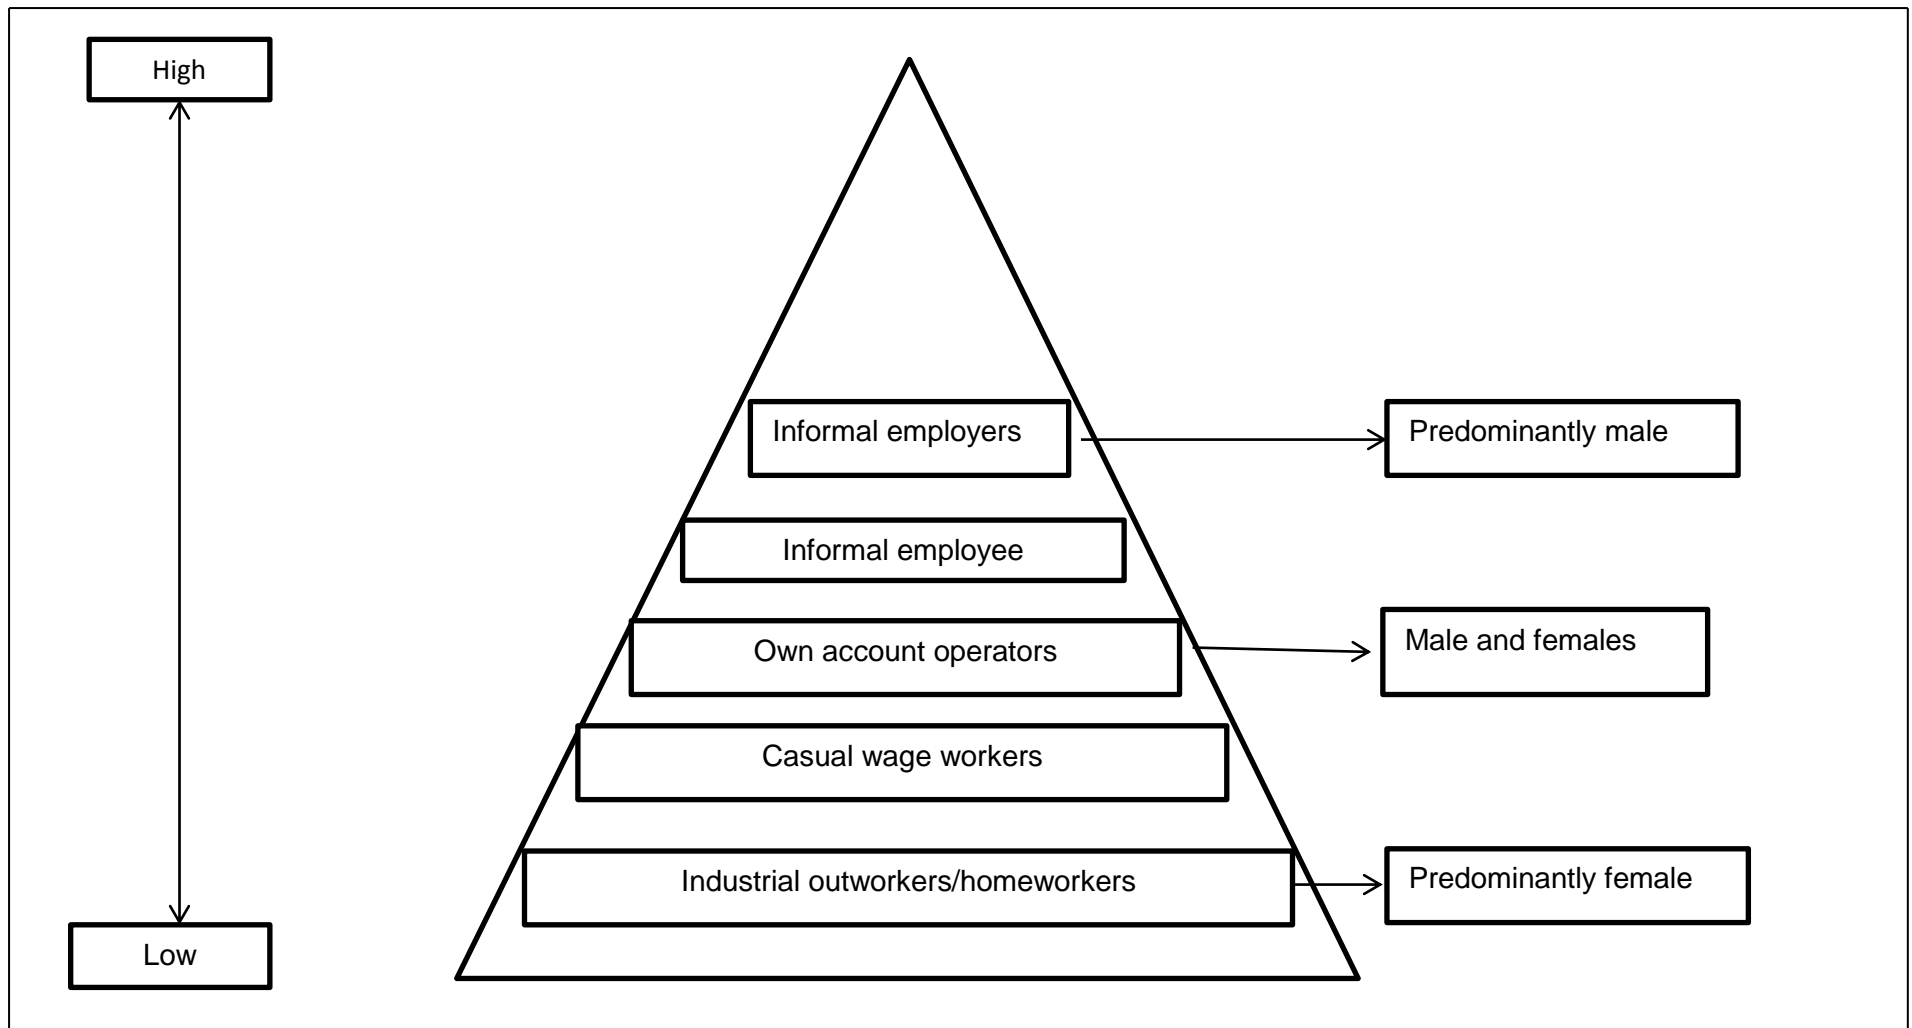 High
Informal employers
Predominantly male
Informal employee
Own account operators
Male and females
Casual wage workers
Industrial outworkers/homeworkers
Predominantly female
Low